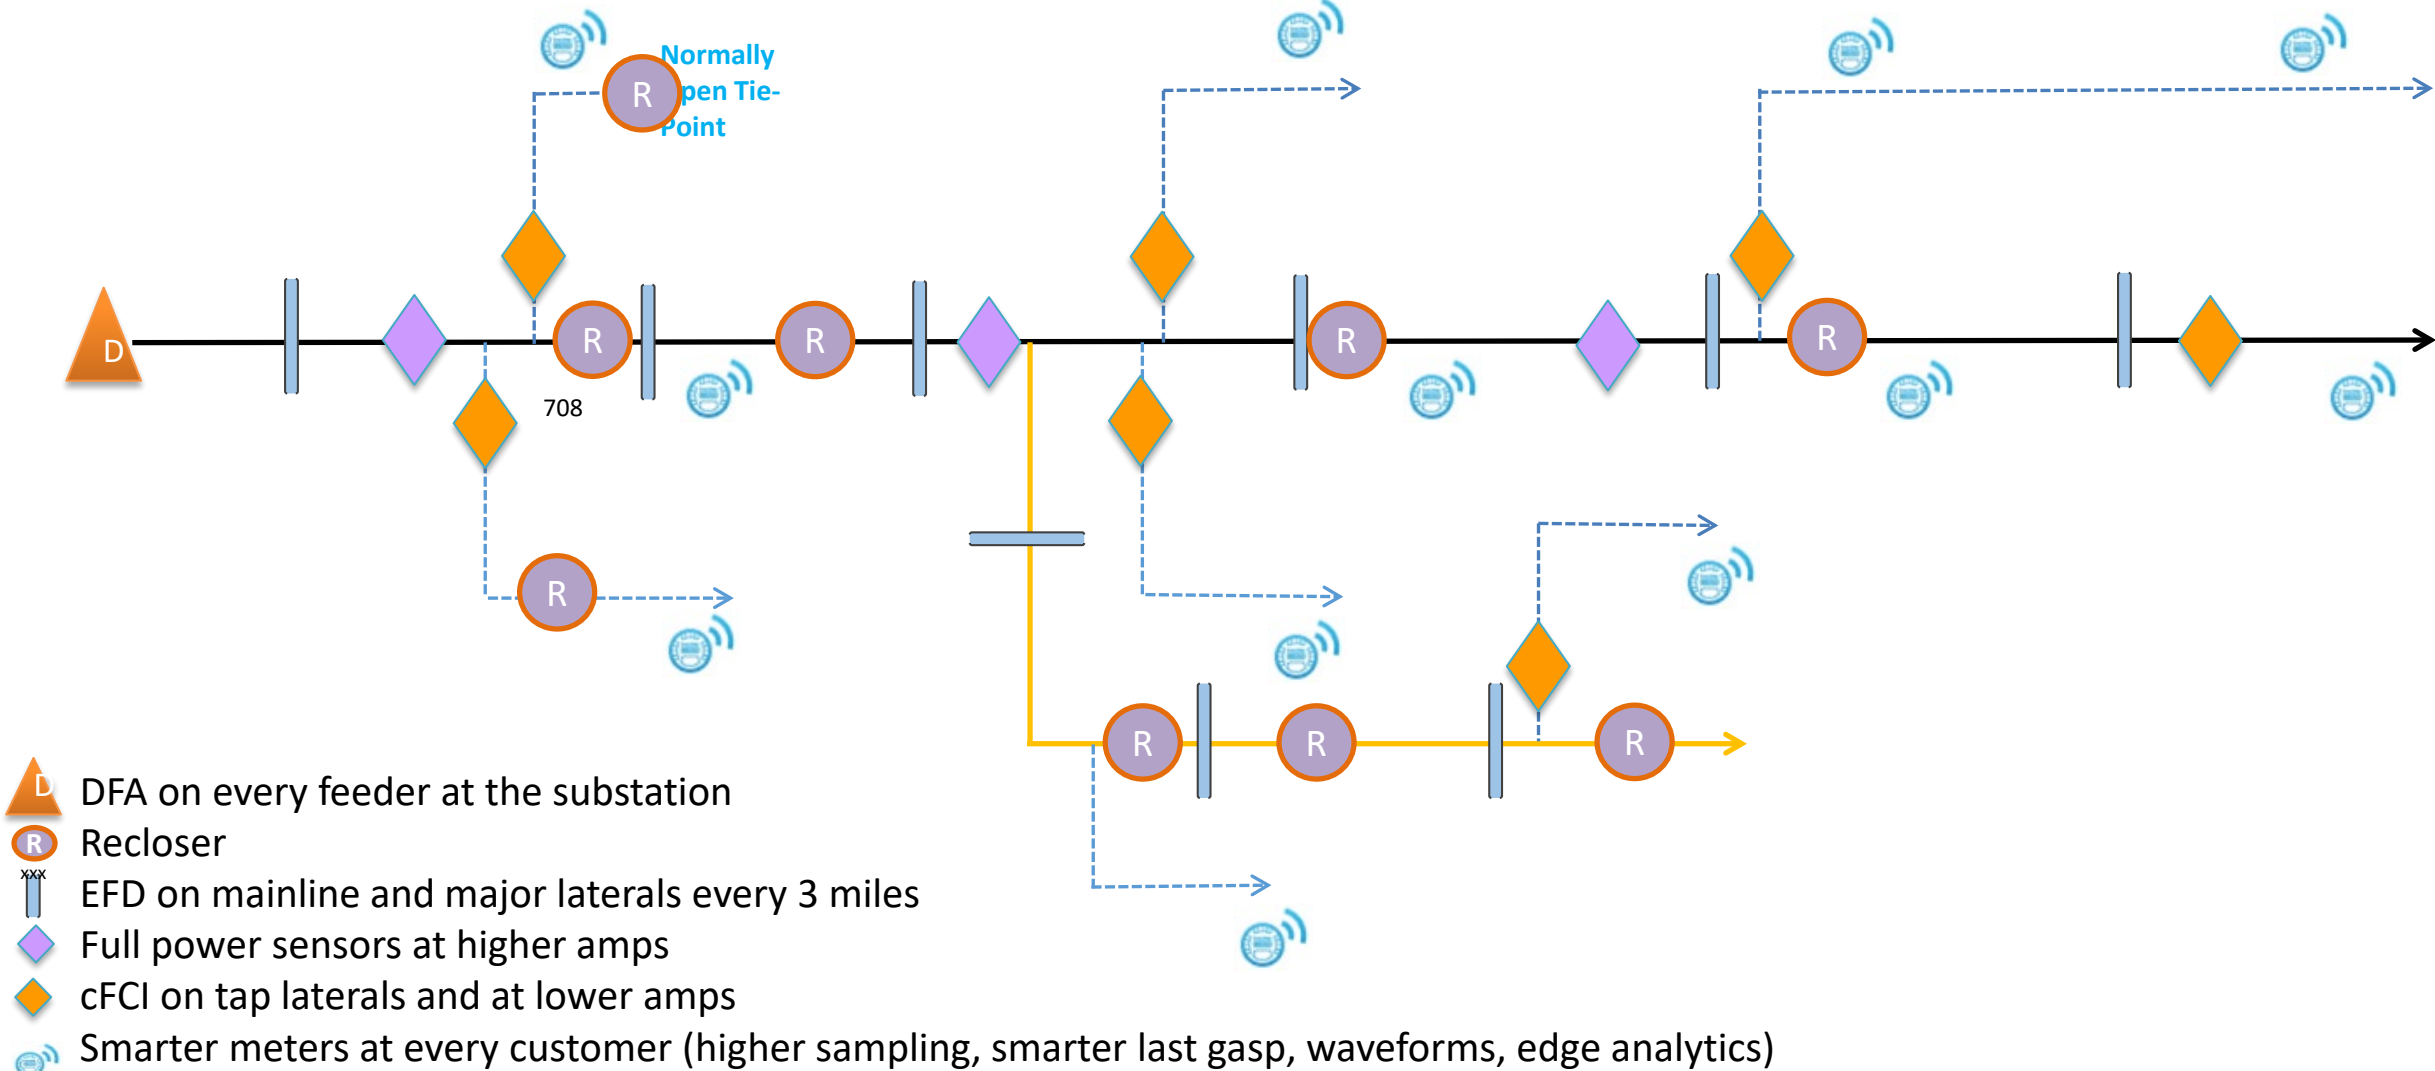 Normally
R
pen Tie-
Point
D
R
R
R
R
708
R
R
R
R
D
DFA on every feeder at the substation
R
Recloser
xxx
EFD on mainline and major laterals every 3 miles
Full power sensors at higher amps
cFCI on tap laterals and at lower amps
Smarter meters at every customer (higher sampling, smarter last gasp, waveforms, edge analytics)